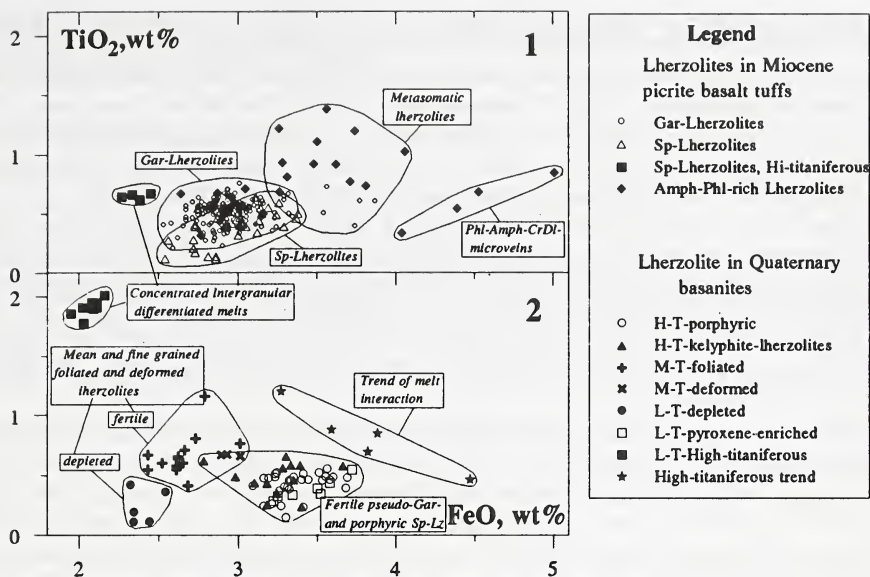 TiO2,wt%
1
2
1
0
Metasomatic
lherzolites
Gar-Lherzolites
Sp-Lherzolites
Phl-Amph-CrDl-
microveins
2
2
1
0
Concentrated Intergranular
differentiated melts
Mean and fine grained
foliated and deformed
lherzolites
fertile
depleted
Trend of melt
interaction
Fertile pseudo-Gar-
and porphyric Sp-Lz
FeO, wt%
2 3 4 5
Legend
Lherzolites in Miocene
picrite basalt tuffs
Gar-Lherzolites
Sp-Lherzolites
Sp-Lherzolites, Hi-titaniferous
Amph-Phl-rich Lherzolites
Lherzolite in Quaternary
basanites
H-T-porphyric
H-T-kelyphite-lherzolites
M-T-foliated
M-T-deformed
L-T-depleted
L-T-pyroxene-enriched
L-T-High-titaniferous
High-titaniferous trend